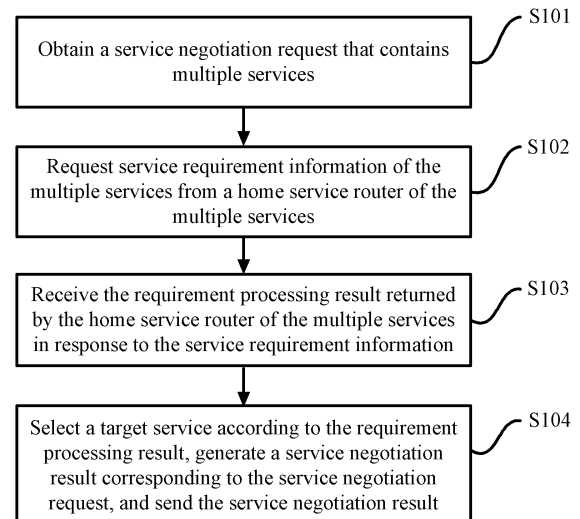 S101
Obtain a service negotiation request that contains
multiple services
S102
Request service requirement information of the
multiple services from a home service router of the
multiple services
S103
Receive the requirement processing result returned
by the home service router of the multiple services
in response to the service requirement information
S104
Select a target service according to the requirement
processing result, generate a service negotiation
result corresponding to the service negotiation
request, and send the service negotiation result